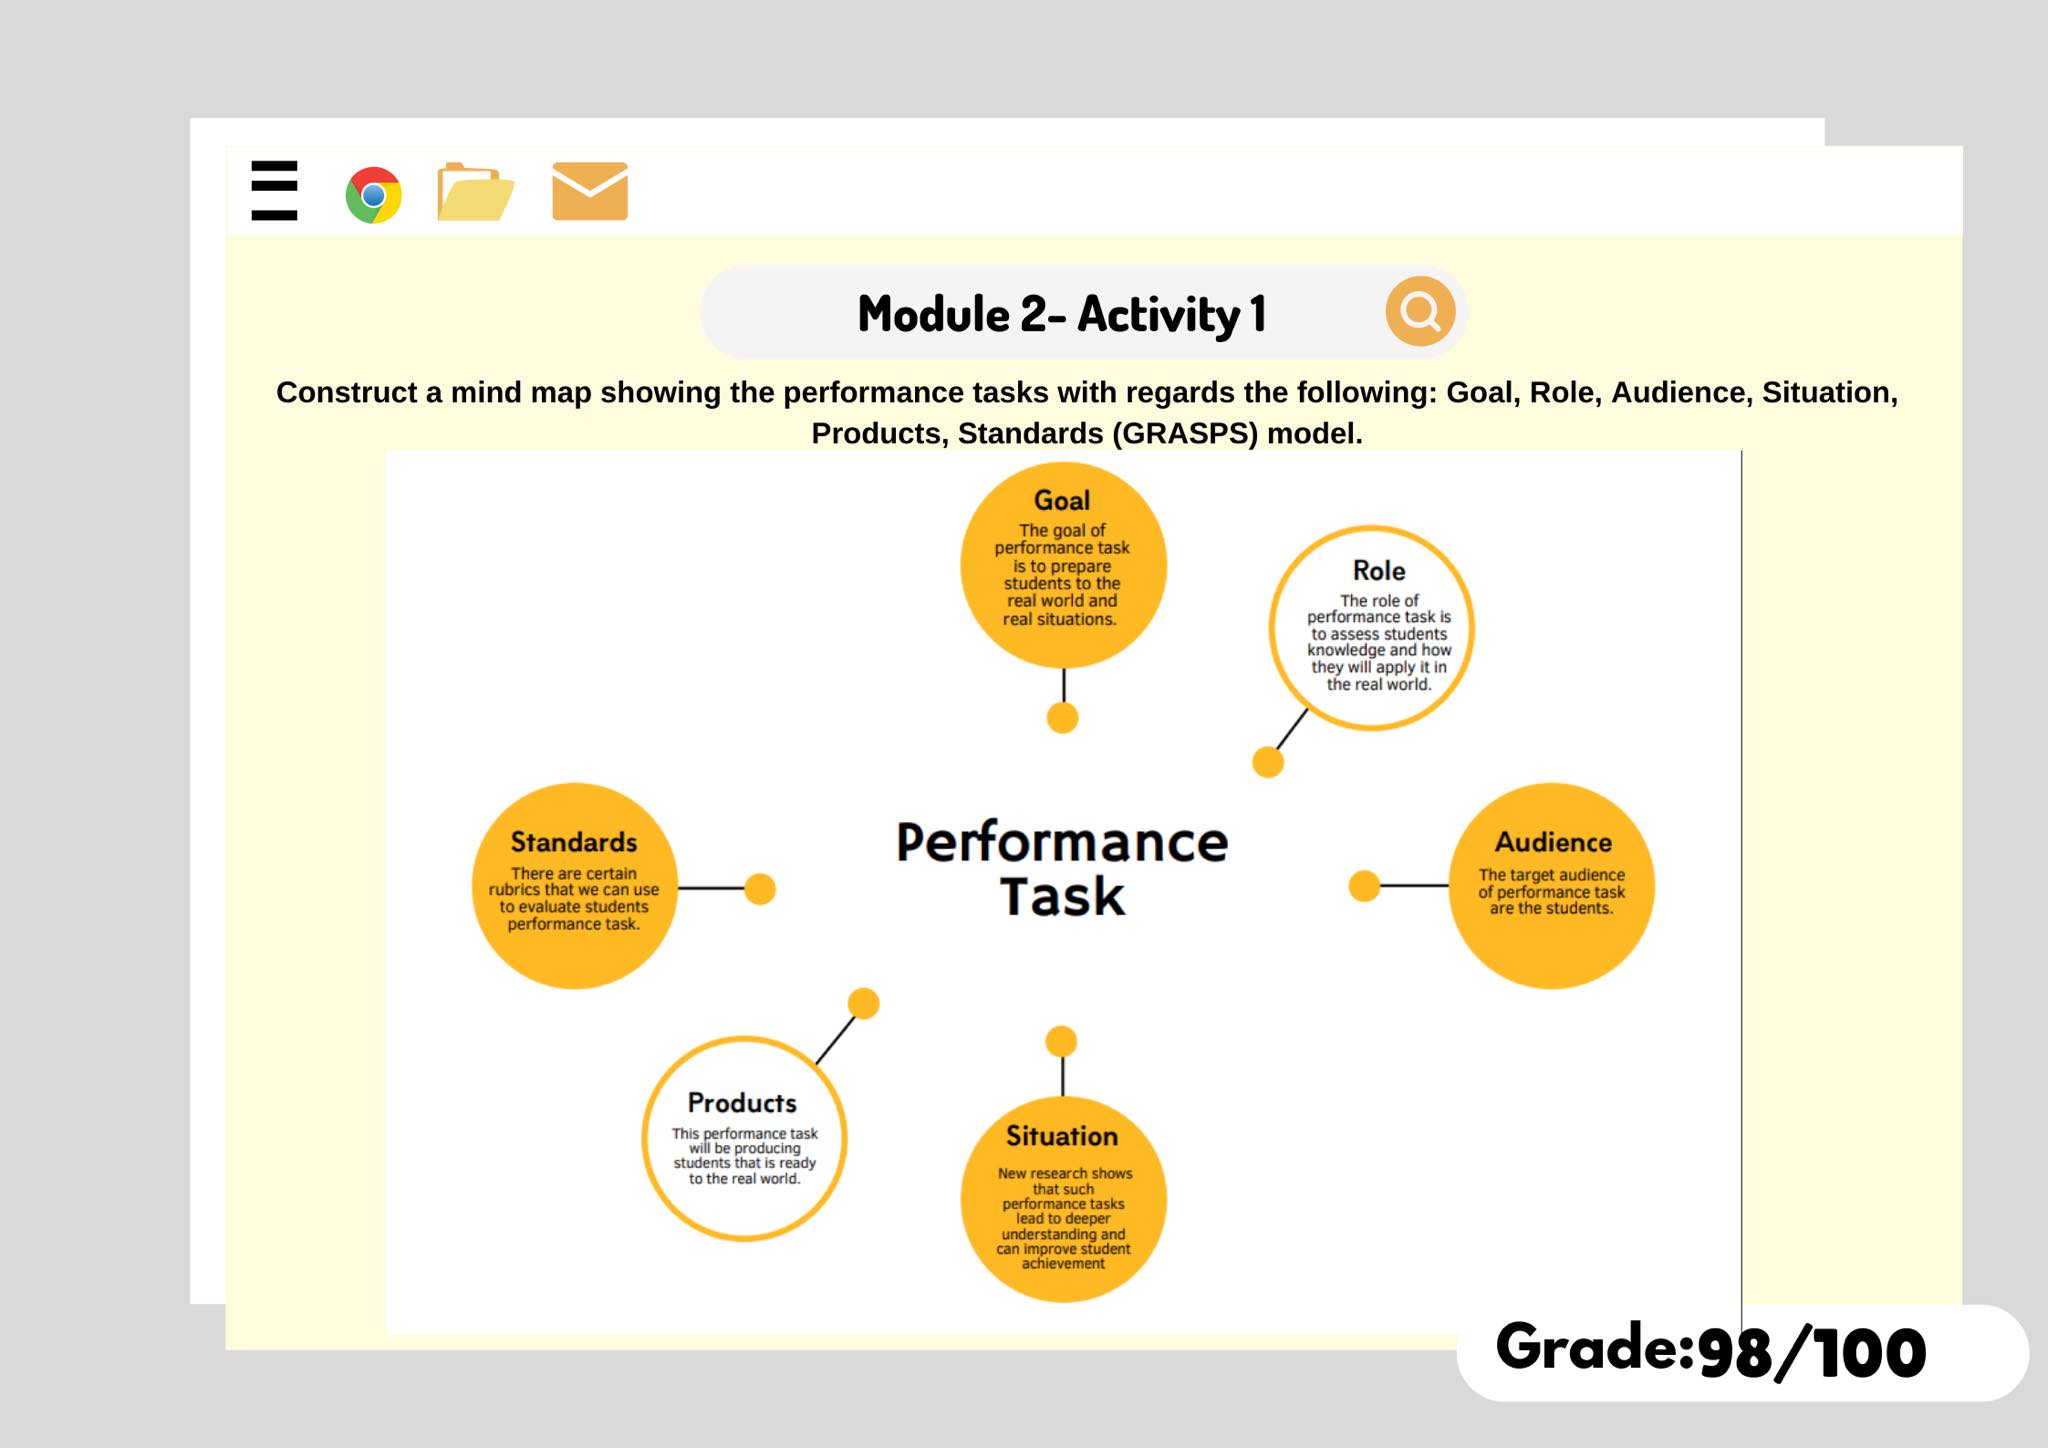 Module 2- Activity 1
Construct a mind map showing the performance tasks with regards the following: Goal, Role, Audience, Situation,
Products, Standards (GRASPS) model.
Goal
The goal of
performance task
is to prepare
students to the
real world and
real situations.
Role
The role of
performance task is
to assess students
knowledge and how
they will apply it in
the real world.
Standards
There are certain
rubrics that we can use
to evaluate students
performance task.
Performance
Task
Audience
The target audience
of performance task
are the students.
Products
This performance task
will be producing
students that is ready
to the real world.
Situation
New research shows
that such
performance tasks
lead to deeper
understanding and
can improve student
achievement
Grade:98/100